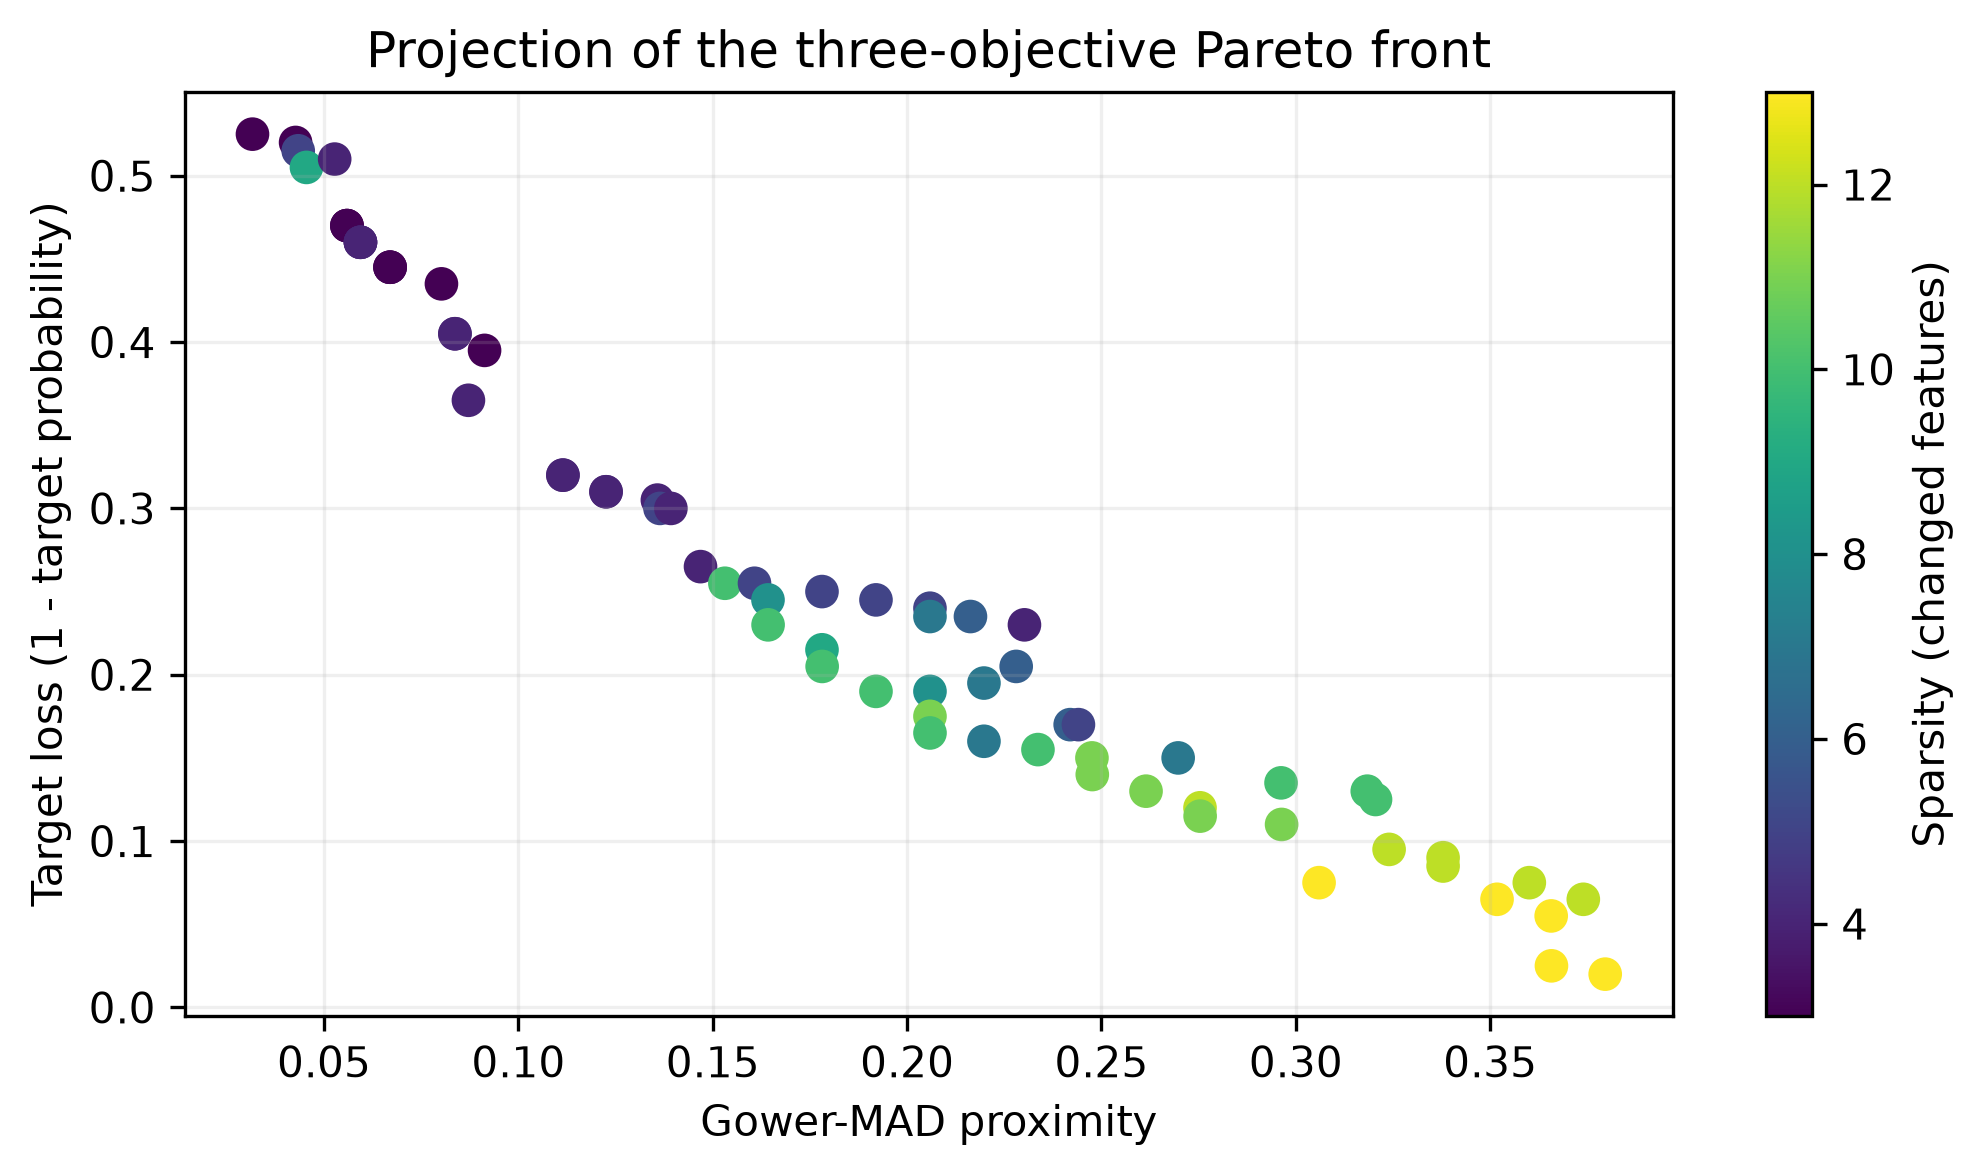 Projection of the three-objective Pareto front
Target loss (1 - target probability)
0.5
0.4
0.3
0.2
0.1
0.0
0.05 0.10 0.15 0.20 0.25 0.30 0.35
Gower-MAD proximity
12
10
8
6
4
Sparsity (changed features)